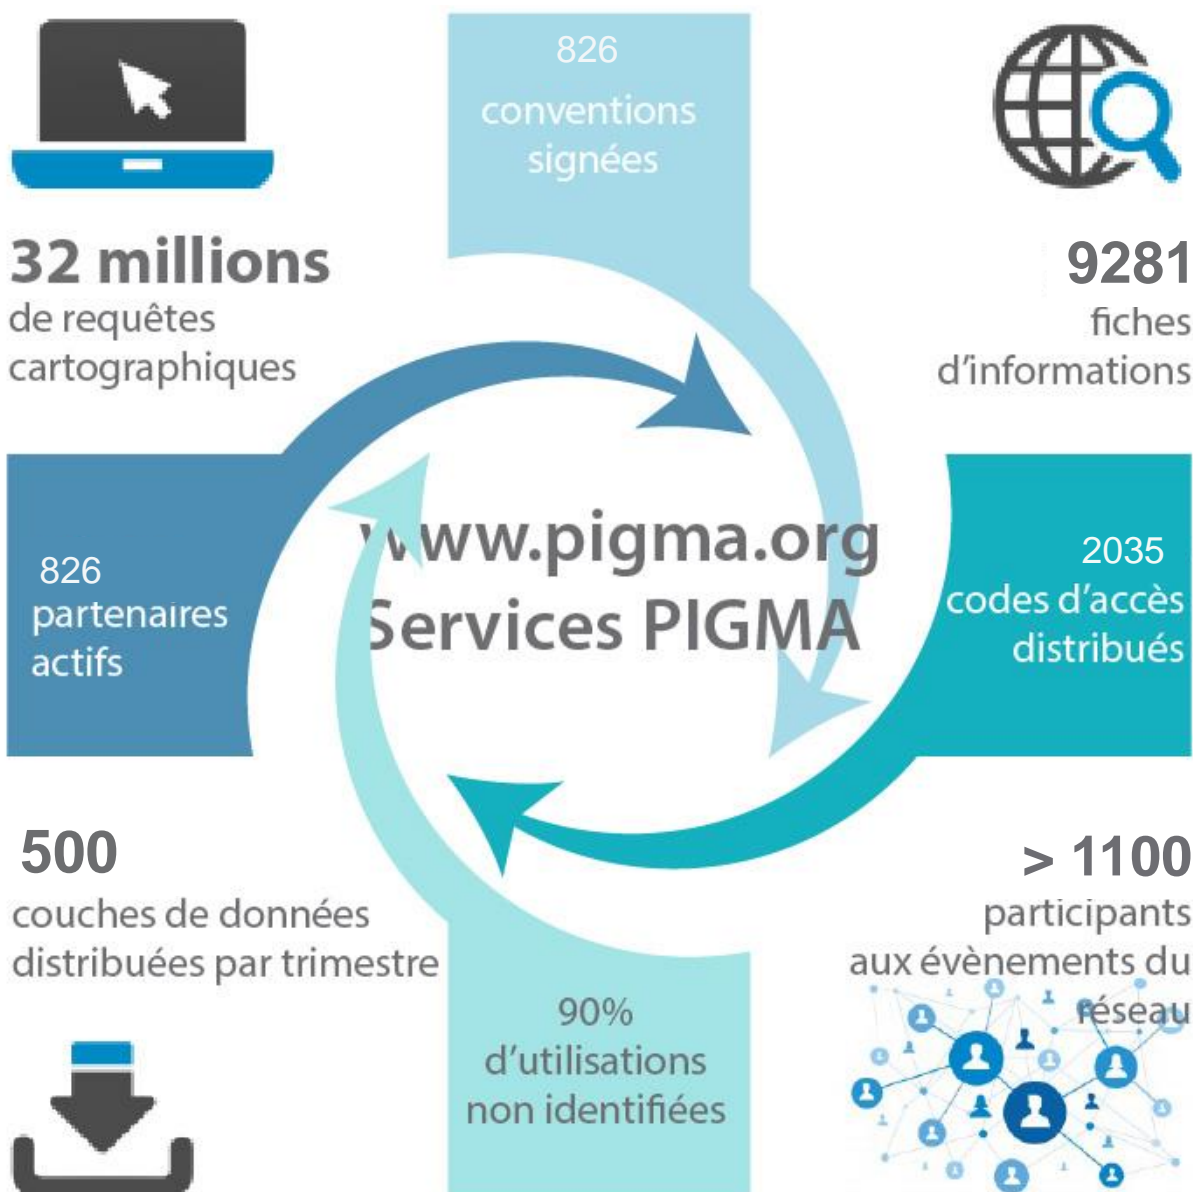 826
conventions
signées
32 millions
de requêtes
cartographiques
9281
fiches
d’informations
www.pigma.org
Services PIGMA
826
partenaires
actifs
2035
codes d’accès
distribués
500
couches de données
distribuées par trimestre
> 1100
participants
aux évènements du
réseau
90%
d’utilisations
non identifiées